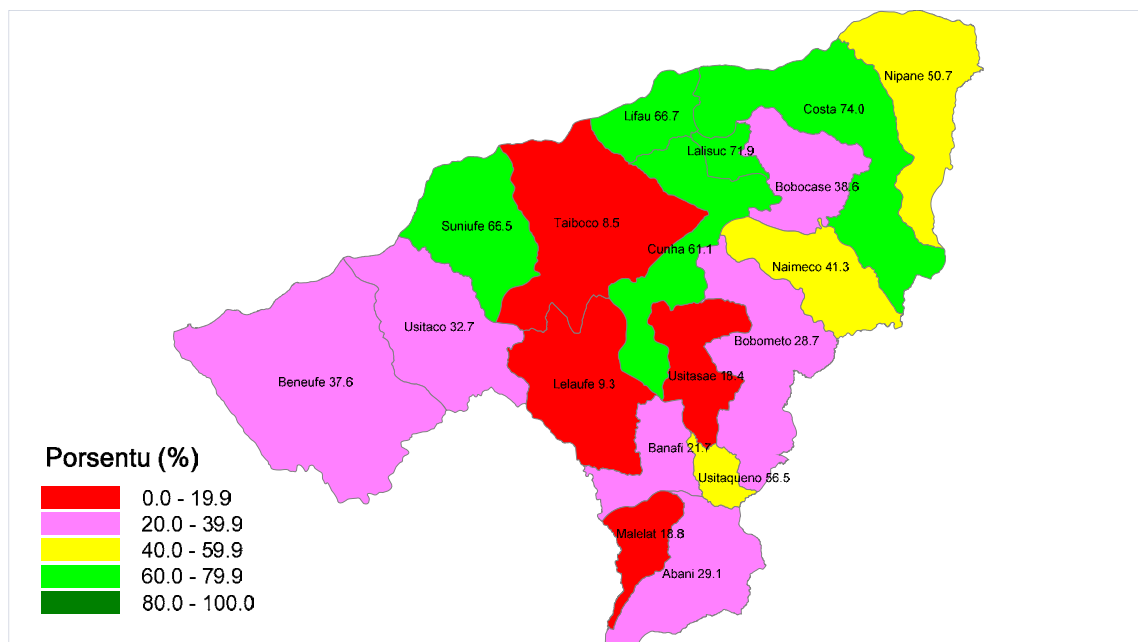 Nipane 50.7
Costa 74.0
Lifau 66.7
Lalisuc 71.9
Bobocase 38.6
Suniufe 66.5
Taiboco 8.5
Cunha 61.1
Naimeco 41.3
Usitaco 32.7
Bobometo 28.7
Beneufe 37.6
Lelaufe 9.3
Usitasae 18.4
Banafi 21.7
Usitaqueno 56.5
Malelat 18.8
Abani 29.1
Porsentu (%)
0.0 - 19.9
20.0 - 39.9
40.0 - 59.9
60.0 - 79.9
80.0 - 100.0